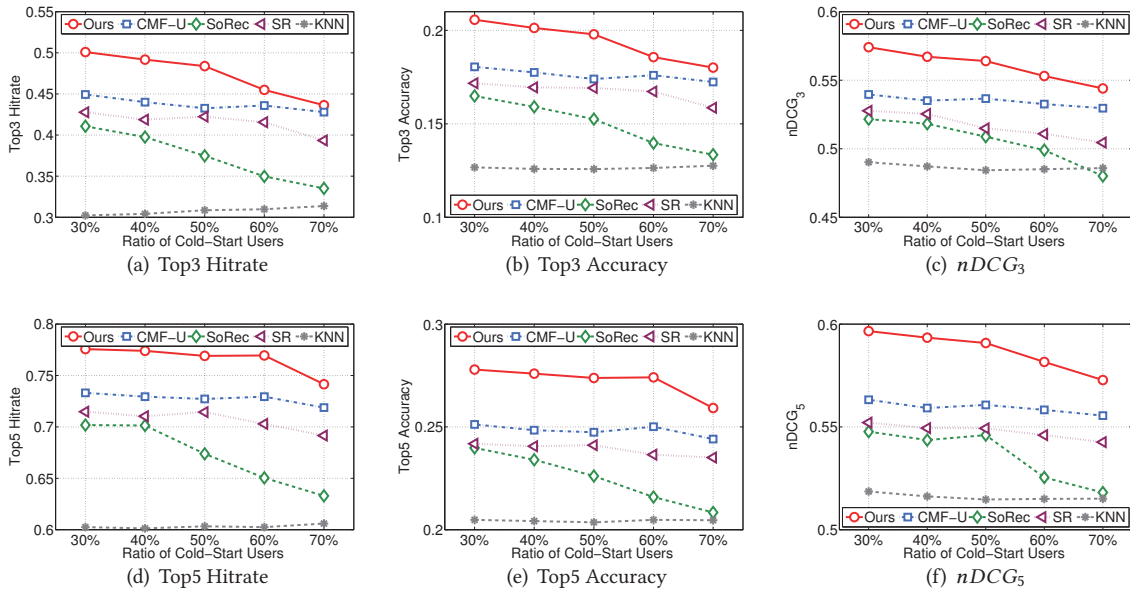 Ours CMF-U SoRec SR KNN
0.5
0.45
0.4
0.35
0.3
Top3 Hitrate
30% 40% 50% 60% 70%
Ratio of Cold-Start Users
(a) Top3 Hitrate
0.2
0.15
0.1
Top3 Accuracy
Ours CMF-U SoRec SR KNN
30% 40% 50% 60% 70%
Ratio of Cold-Start Users
(b) Top3 Accuracy
Ours CMF-U SoRec SR KNN
0.6
0.55
0.5
0.45
nDCG3
30% 40% 50% 60% 70%
Ratio of Cold-Start Users
(c) nDCG3
0.8
Ours CMF-U SoRec SR KNN
0.75
0.7
0.65
0.6
Top5 Hitrate
30% 40% 50% 60% 70%
Ratio of Cold-Start Users
(d) Top5 Hitrate
0.3
Ours CMF-U SoRec SR KNN
0.25
0.2
Top5 Accuracy
30% 40% 50% 60% 70%
Ratio of Cold-Start Users
(e) Top5 Accuracy
0.6
0.55
0.5
nDCG5
Ours CMF-U SoRec SR KNN
30% 40% 50% 60% 70%
Ratio of Cold-Start Users
(f) nDCG5